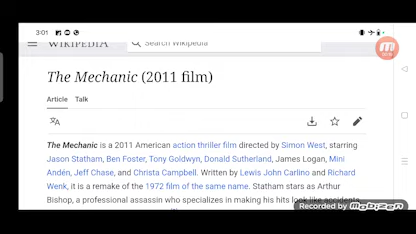 3:01
WIKIPEDIA
Search Wikipedia
The Mechanic (2011 film)
Article Talk
The Mechanic is a 2011 American action thriller film directed by Simon West, starring
Jason Statham, Ben Foster, Tony Goldwyn, Donald Sutherland, James Logan, Mini
Andén, Jeff Chase, and Christa Campbell. Written by Lewis John Carlino and Richard
Wenk, it is a remake of the 1972 film of the same name. Statham stars as Arthur
Bishop, a professional assassin who specializes in making his hits look like accidents
Recorded by mobizen